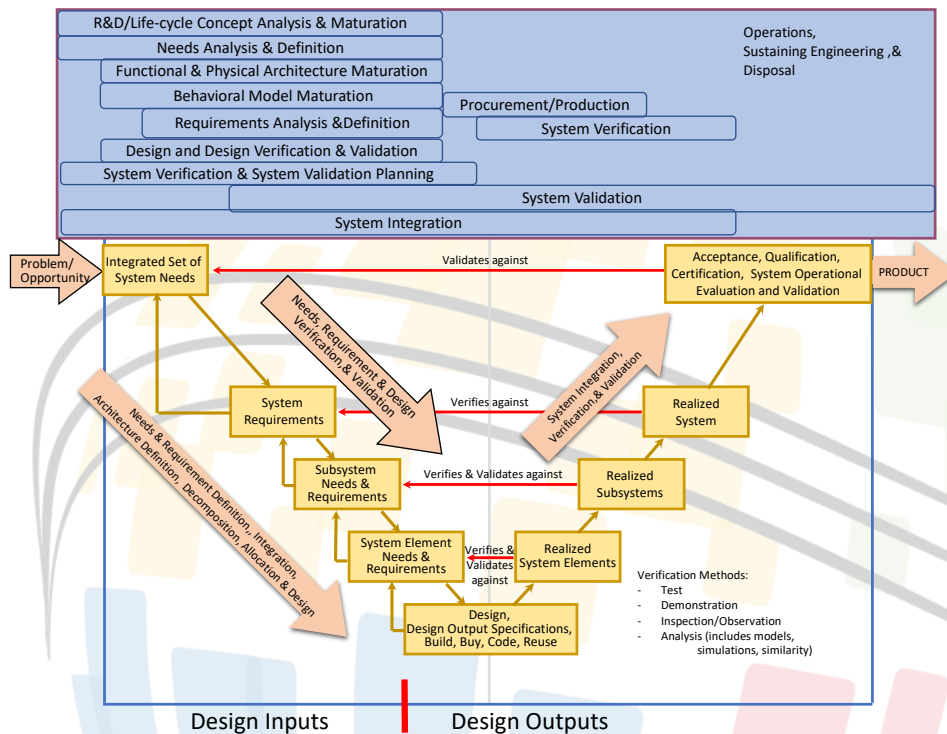 R&D/Life-cycle Concept Analysis & Maturation
Needs Analysis & Definition
Functional & Physical Architecture Maturation
Behavioral Model Maturation
Requirements Analysis &Definition
Design and Design Verification & Validation
System Verification & System Validation Planning
Procurement/Production
System Verification
System Validation
System Integration
Operations,
Sustaining Engineering ,&
Disposal
Problem/
Opportunity
Integrated Set of
System Needs
Validates against
Acceptance, Qualification,
Certification, System Operational
Evaluation and Validation
PRODUCT
Needs, Requirement & Design
Verification,& Validation
System Integration,
Verification,& Validation
Needs & Requirement Definition,, Integration,
Architecture Definition, Decomposition, Allocation & Design
System
Requirements
Verifies against
Realized
System
Subsystem
Needs &
Requirements
Verifies & Validates against
Realized
Subsystems
System Element
Needs &
Requirements
Verifies &
Validates
against
Realized
System Elements
Design,
Design Output Specifications,
Build, Buy, Code, Reuse
Verification Methods:
- Test
- Demonstration
- Inspection/Observation
- Analysis (includes models,
simulations, similarity)
Design Inputs
Design Outputs